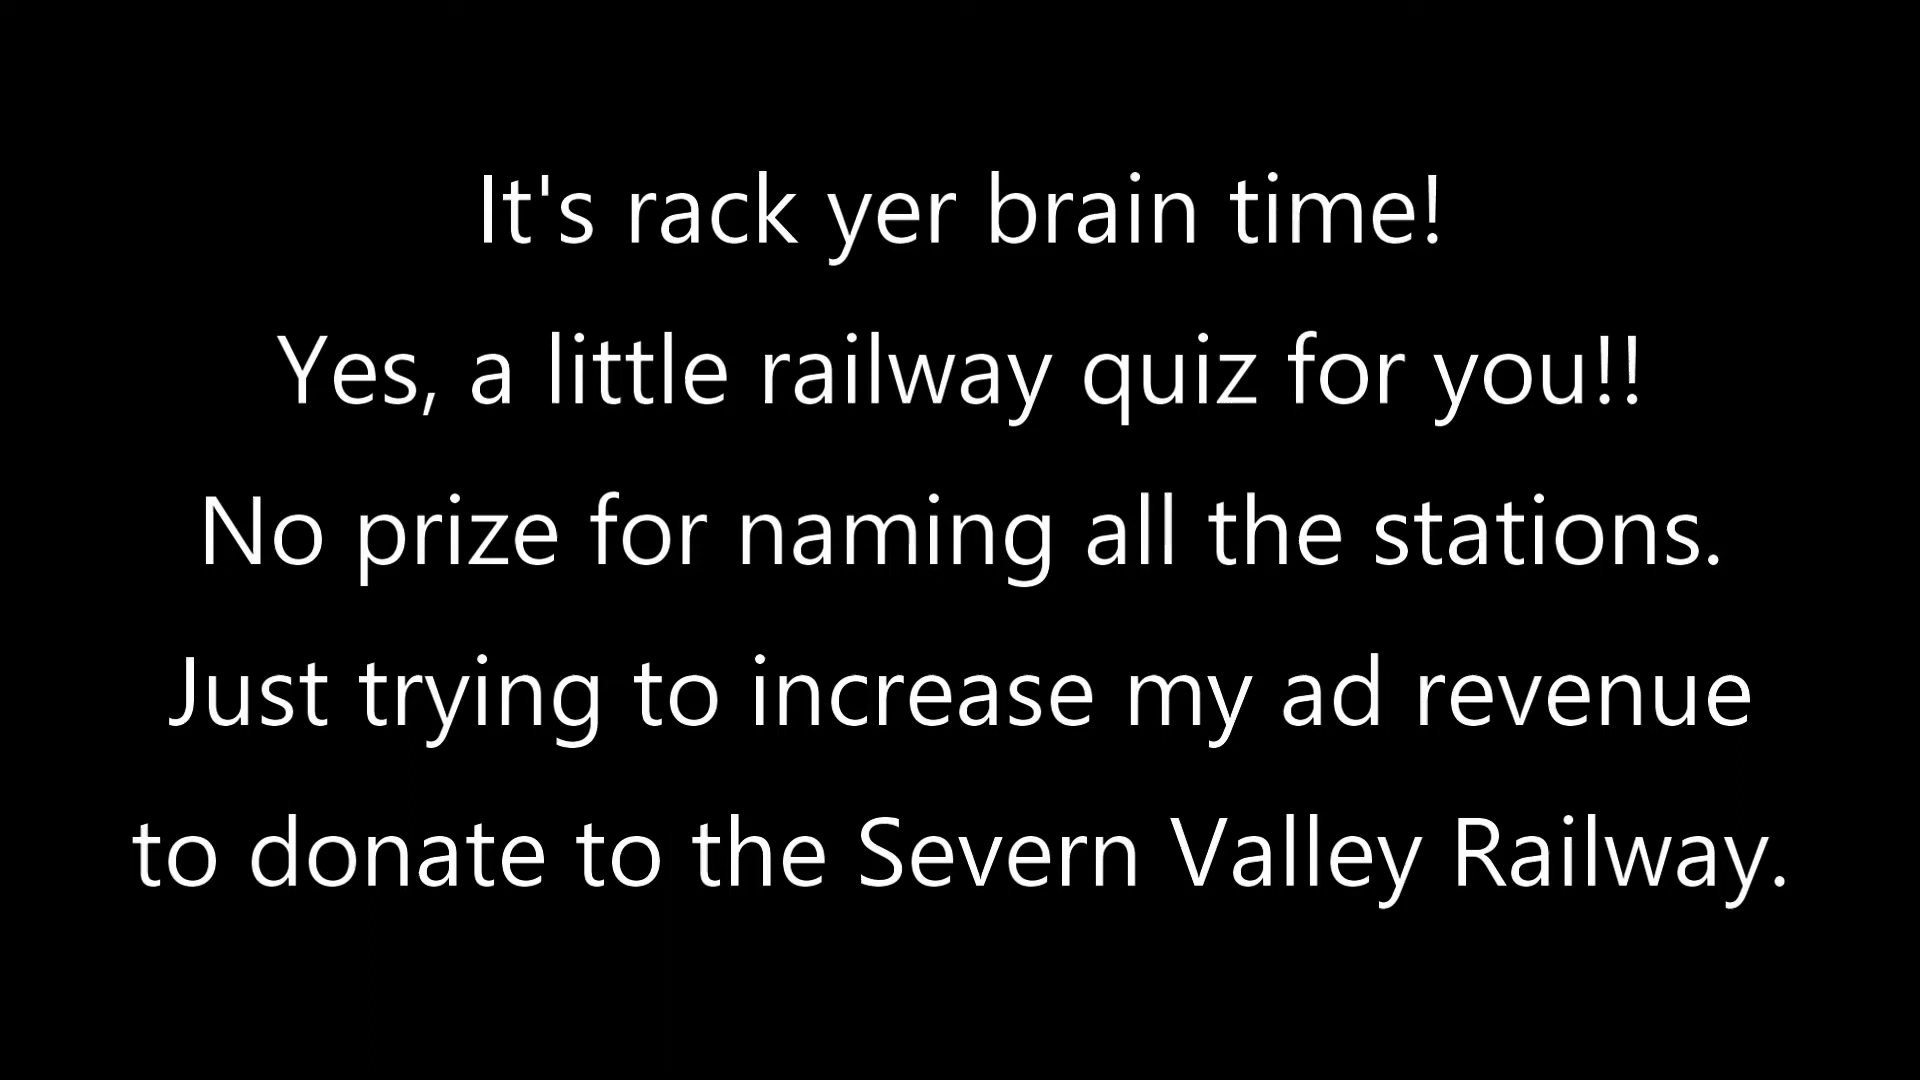 It's rack yer brain time!
Yes, a little railway quiz for you!!
No prize for naming all the stations.
Just trying to increase my ad revenue
to donate to the Severn Valley Railway.